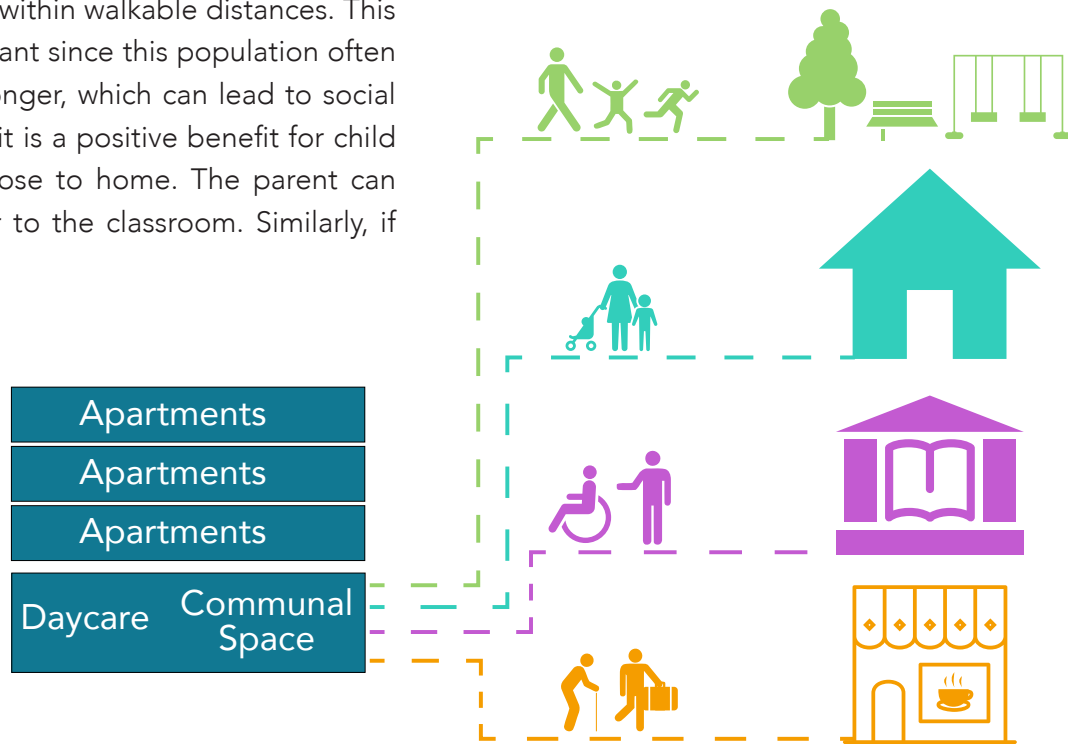 within walkable distances. This
ant since this population often
onger, which can lead to social
it is a positive benefit for child
ose to home. The parent can
to the classroom. Similarly, if
Apartments
Apartments
Apartments
Daycare
Communal
Space